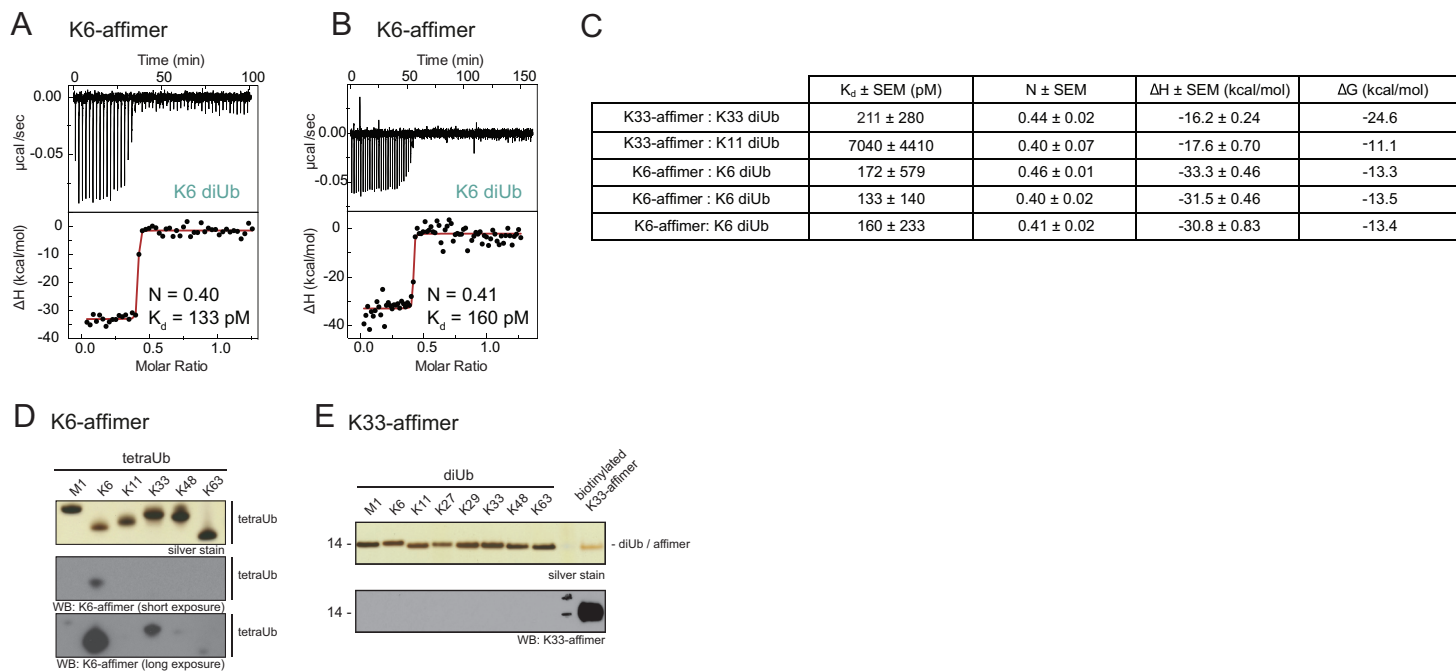 A K6-affimer
Time (min)
0 50 100
0.00
-0.05
µcal/sec
K6 diUb
0
-10
-20
-30
-40
ΔH (kcal/mol)
N = 0.40
Kd = 133 pM
0.0 0.5 1.0
Molar Ratio
B K6-affimer
Time (min)
0 50 100 150
0.00
-0.05
µcal/sec
K6 diUb
0
-20
-40
ΔH (kcal/mol)
N = 0.41
Kd = 160 pM
0.0 0.5 1.0
Molar Ratio
C
Kd ± SEM (pM) N ± SEM ΔH ± SEM (kcal/mol) ΔG (kcal/mol)
K33-affimer : K33 diUb 211 ± 280 0.44 ± 0.02 -16.2 ± 0.24 -24.6
K33-affimer : K11 diUb 7040 ± 4410 0.40 ± 0.07 -17.6 ± 0.70 -11.1
K6-affimer : K6 diUb 172 ± 579 0.46 ± 0.01 -33.3 ± 0.46 -13.3
K6-affimer : K6 diUb 133 ± 140 0.40 ± 0.02 -31.5 ± 0.46 -13.5
K6-affimer: K6 diUb 160 ± 233 0.41 ± 0.02 -30.8 ± 0.83 -13.4
D K6-affimer
tetraUb
M1 K6 K11 K33 K48 K63
tetraUb
silver stain
tetraUb
WB: K6-affimer (short exposure)
tetraUb
WB: K6-affimer (long exposure)
E K33-affimer
diUb
M1 K6 K11 K27 K29 K33 K48 K63
biotinylated
K33-affimer
14 -
- diUb / affimer
silver stain
14 -
WB: K33-affimer